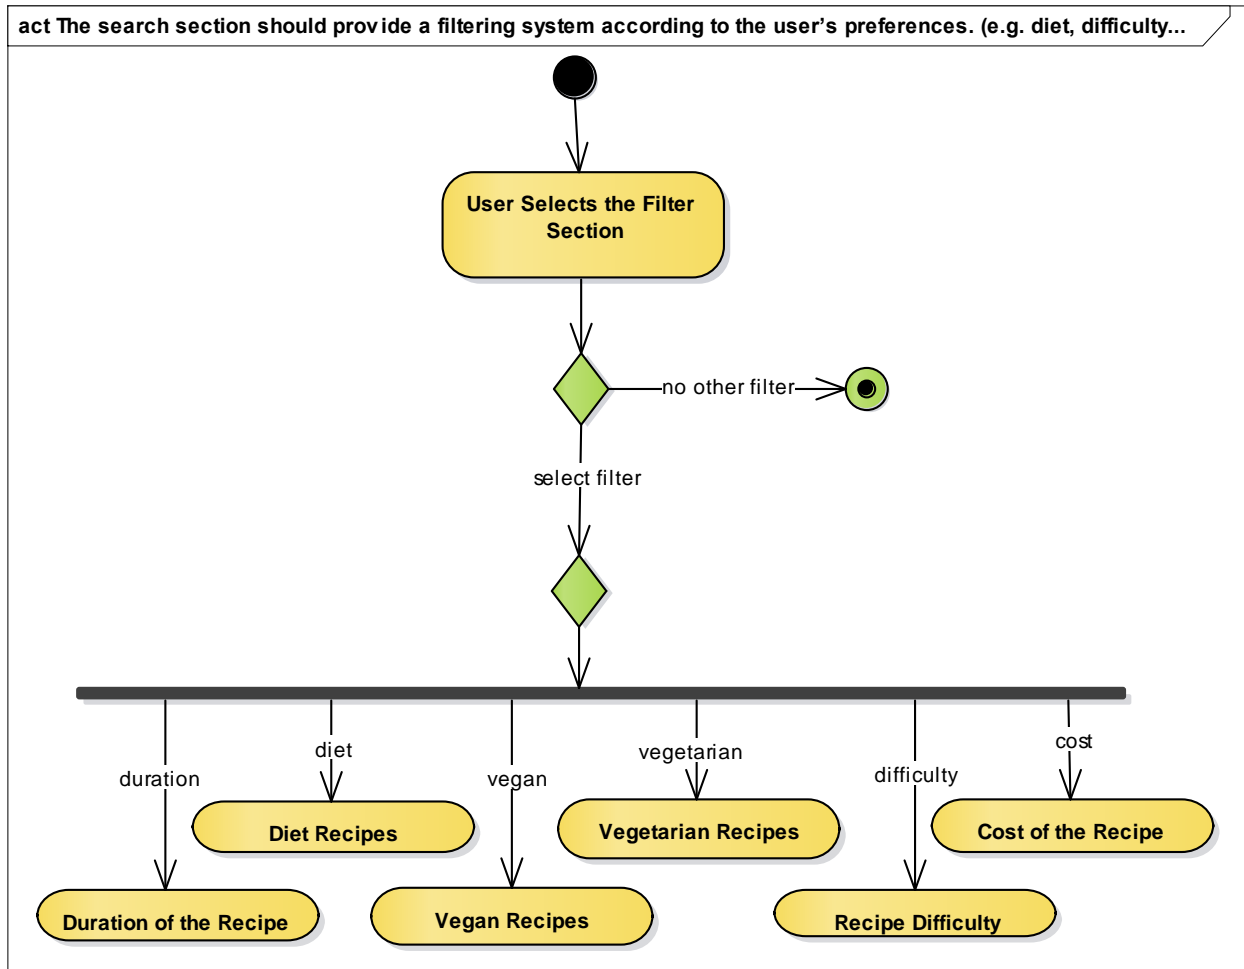 act The search section should provide a filtering system according to the user's preferences. (e.g. diet, difficulty...
User Selects the Filter
Section
no other filter
select filter
duration
diet
vegan
vegetarian
difficulty
cost
Diet Recipes
Vegetarian Recipes
Cost of the Recipe
Duration of the Recipe
Vegan Recipes
Recipe Difficulty